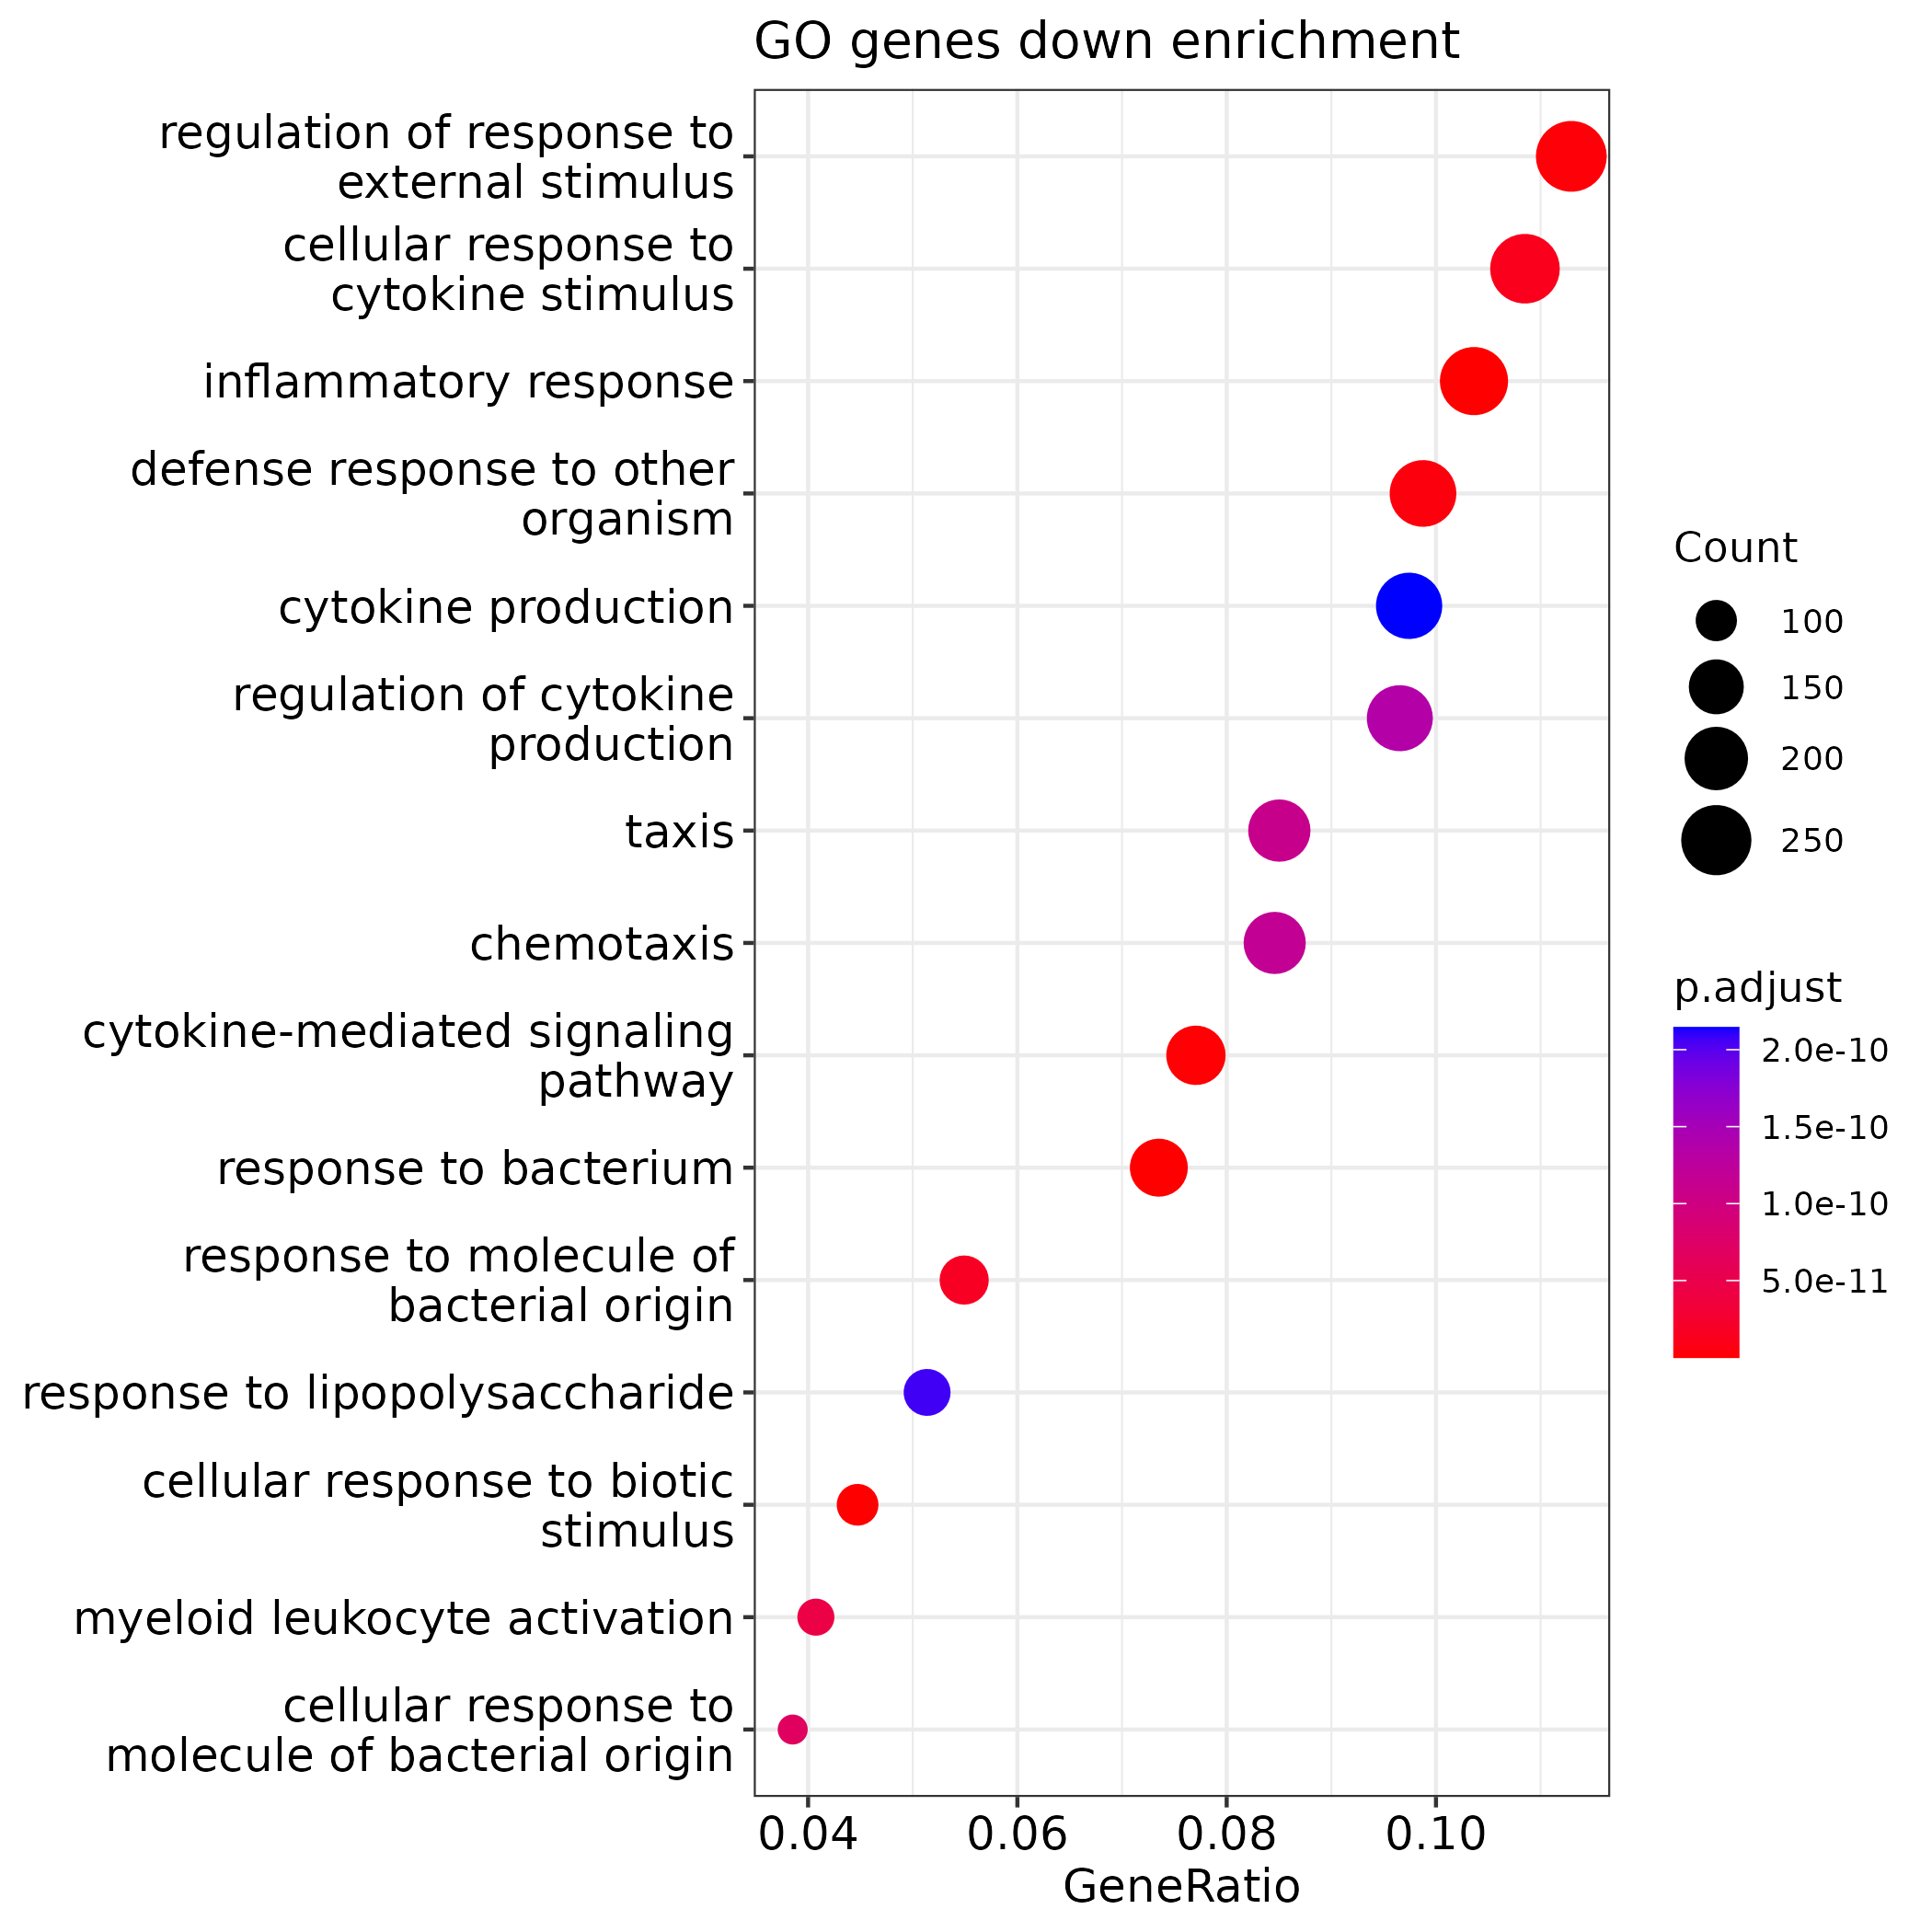 GO genes down enrichment
regulation of response to
external stimulus
cellular response to
cytokine stimulus
inflammatory response
defense response to other
organism
cytokine production
regulation of cytokine
production
taxis
chemotaxis
cytokine-mediated signaling
pathway
response to bacterium
response to molecule of
bacterial origin
response to lipopolysaccharide
cellular response to biotic
stimulus
myeloid leukocyte activation
cellular response to
molecule of bacterial origin
0.04 0.06 0.08 0.10
GeneRatio
Count
100
150
200
250
p.adjust
2.0e-10
1.5e-10
1.0e-10
5.0e-11